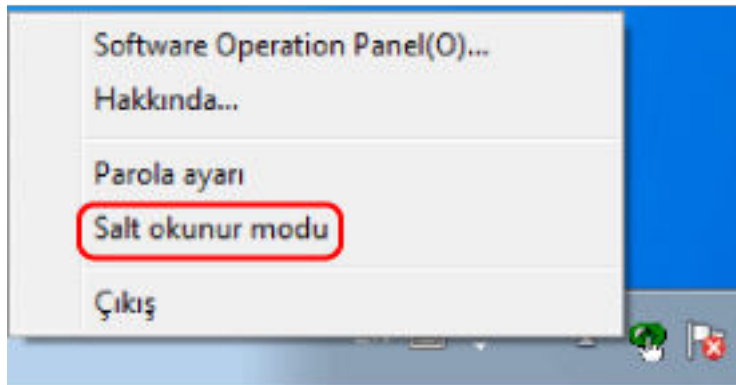 Software Operation Panel(O)...
Hakkında...
Parola ayarı
Salt okunur modu
Çıkış